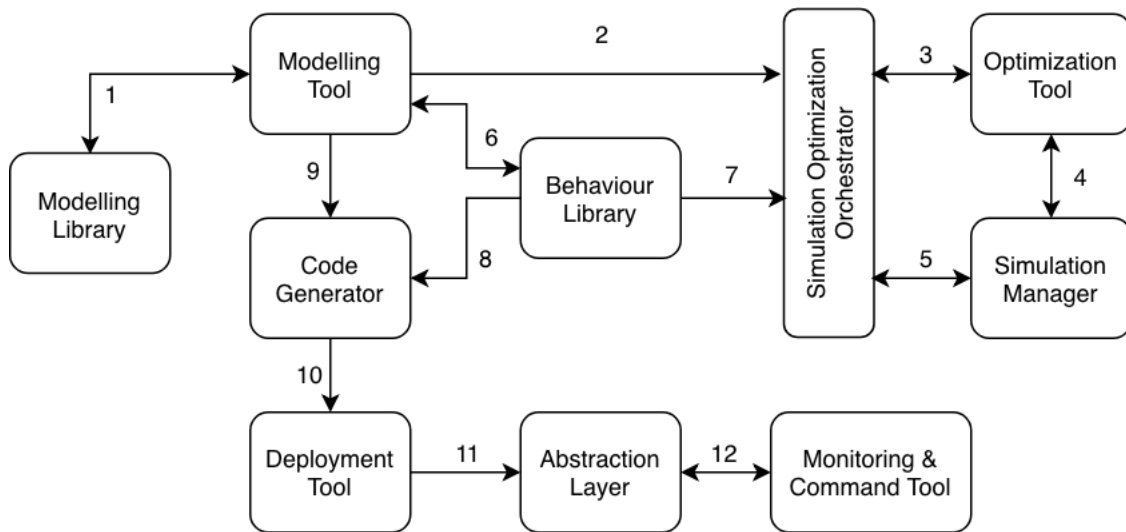 2
Modelling
Tool
3
Optimization
Tool
1
6
9
Behaviour
Library
7
Simulation Optimization
Orchestrator
4
Modelling
Library
8
Code
Generator
5
Simulation
Manager
10
Deployment
Tool
11
Abstraction
Layer
12
Monitoring &
Command Tool